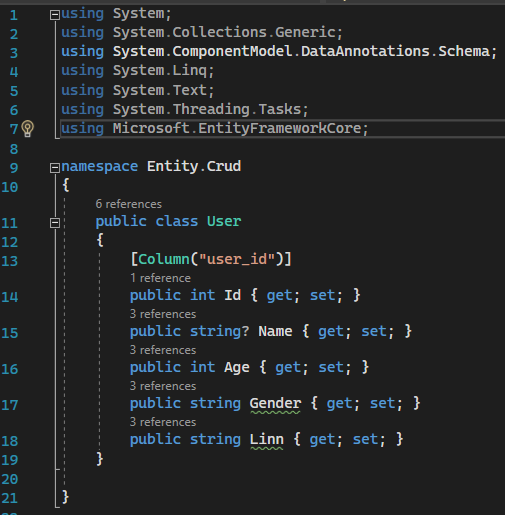 1 using System;
2 using System.Collections.Generic;
3 using System.ComponentModel.DataAnnotations.Schema;
4 using System.Linq;
5 using System.Text;
6 using System.Threading.Tasks;
7 using Microsoft.EntityFrameworkCore;
8
9 namespace Entity.Crud
10 {
6 references
11 public class User
12 {
13 [Column("user_id")]
1 reference
14 public int Id { get; set; }
3 references
15 public string? Name { get; set; }
3 references
16 public int Age { get; set; }
3 references
17 public string Gender { get; set; }
3 references
18 public string Linn { get; set; }
19 }
20
21 }